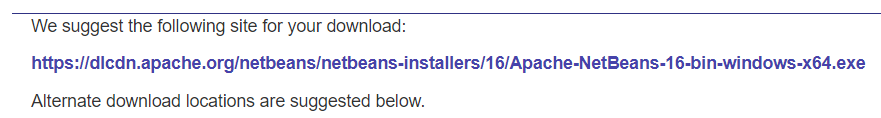 We suggest the following site for your download:
https://dlcdn.apache.org/netbeans/netbeans-installers/16/Apache-NetBeans-16-bin-windows-x64.exe
Alternate download locations are suggested below.